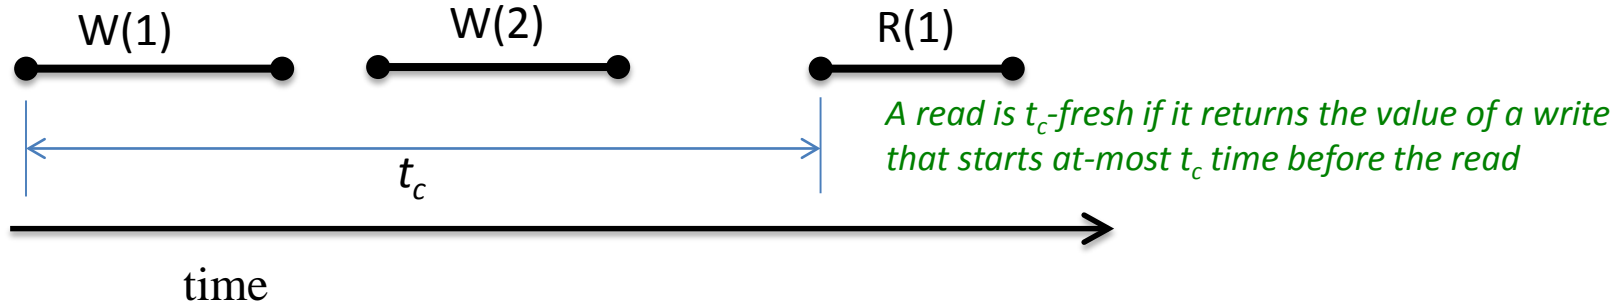 W(1) W(2) R(1)
A read is tc-fresh if it returns the value of a write
that starts at-most tc time before the read
tc
time